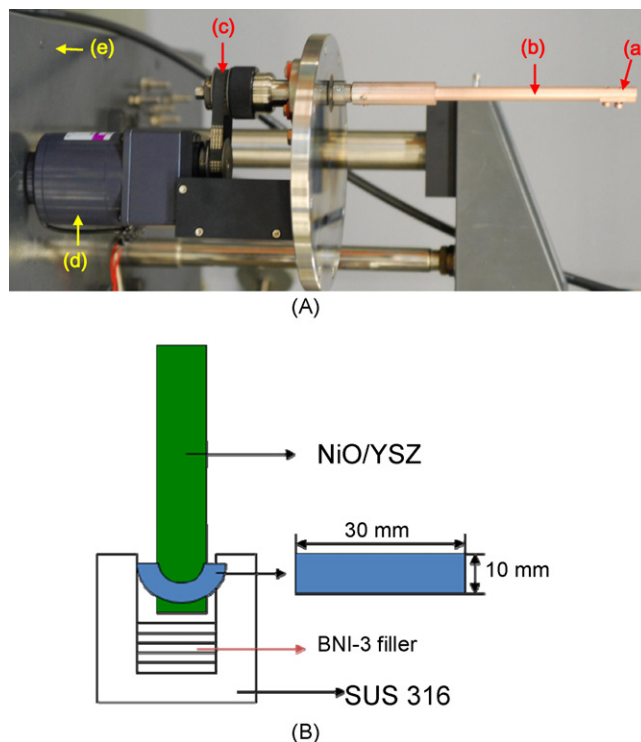 (e)
(c)
(b)
(a
(d)
(A)
NiO/YSZ
30 mm
10 mm
BNI-3 filler
SUS 316
(B)